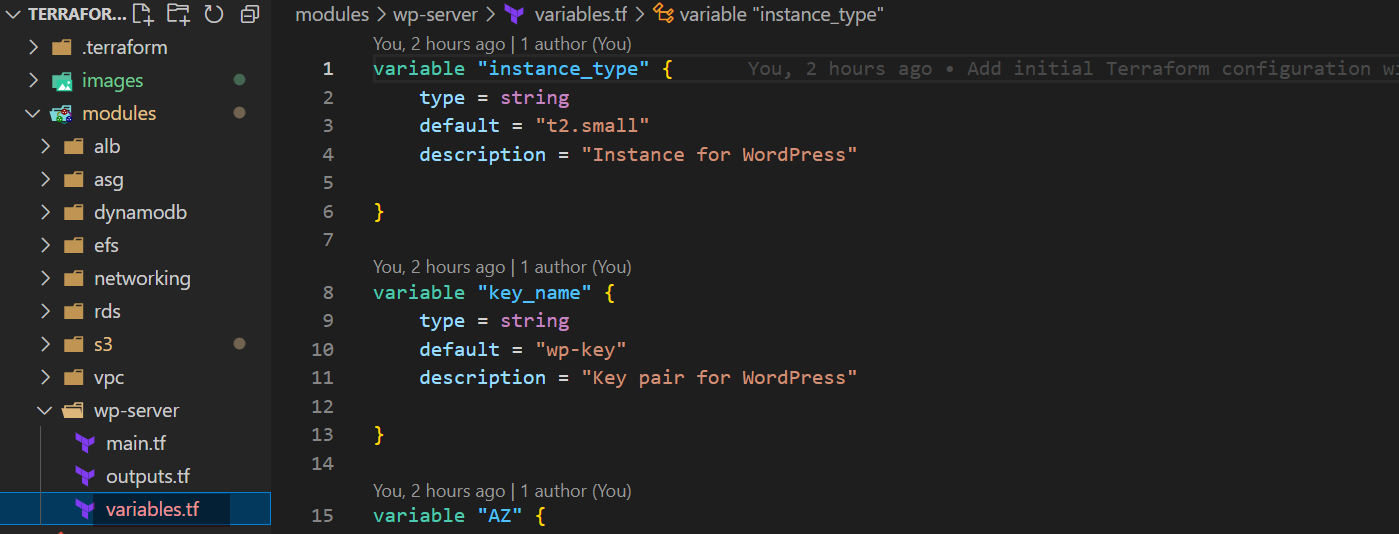 TERRAFOR...
.terraform
images
modules
alb
asg
dynamodb
efs
networking
rds
s3
vpc
wp-server
main.tf
outputs.tf
variables.tf
modules > wp-server > variables.tf > variable "instance_type"
You, 2 hours ago | 1 author (You)
1 variable "instance_type" { You, 2 hours ago • Add initial Terraform configuration wi
2 type = string
3 default = "t2.small"
4 description = "Instance for WordPress"
5
6 }
7
You, 2 hours ago | 1 author (You)
8 variable "key_name" {
9 type = string
10 default = "wp-key"
11 description = "Key pair for WordPress"
12
13 }
14
You, 2 hours ago | 1 author (You)
15 variable "AZ" {